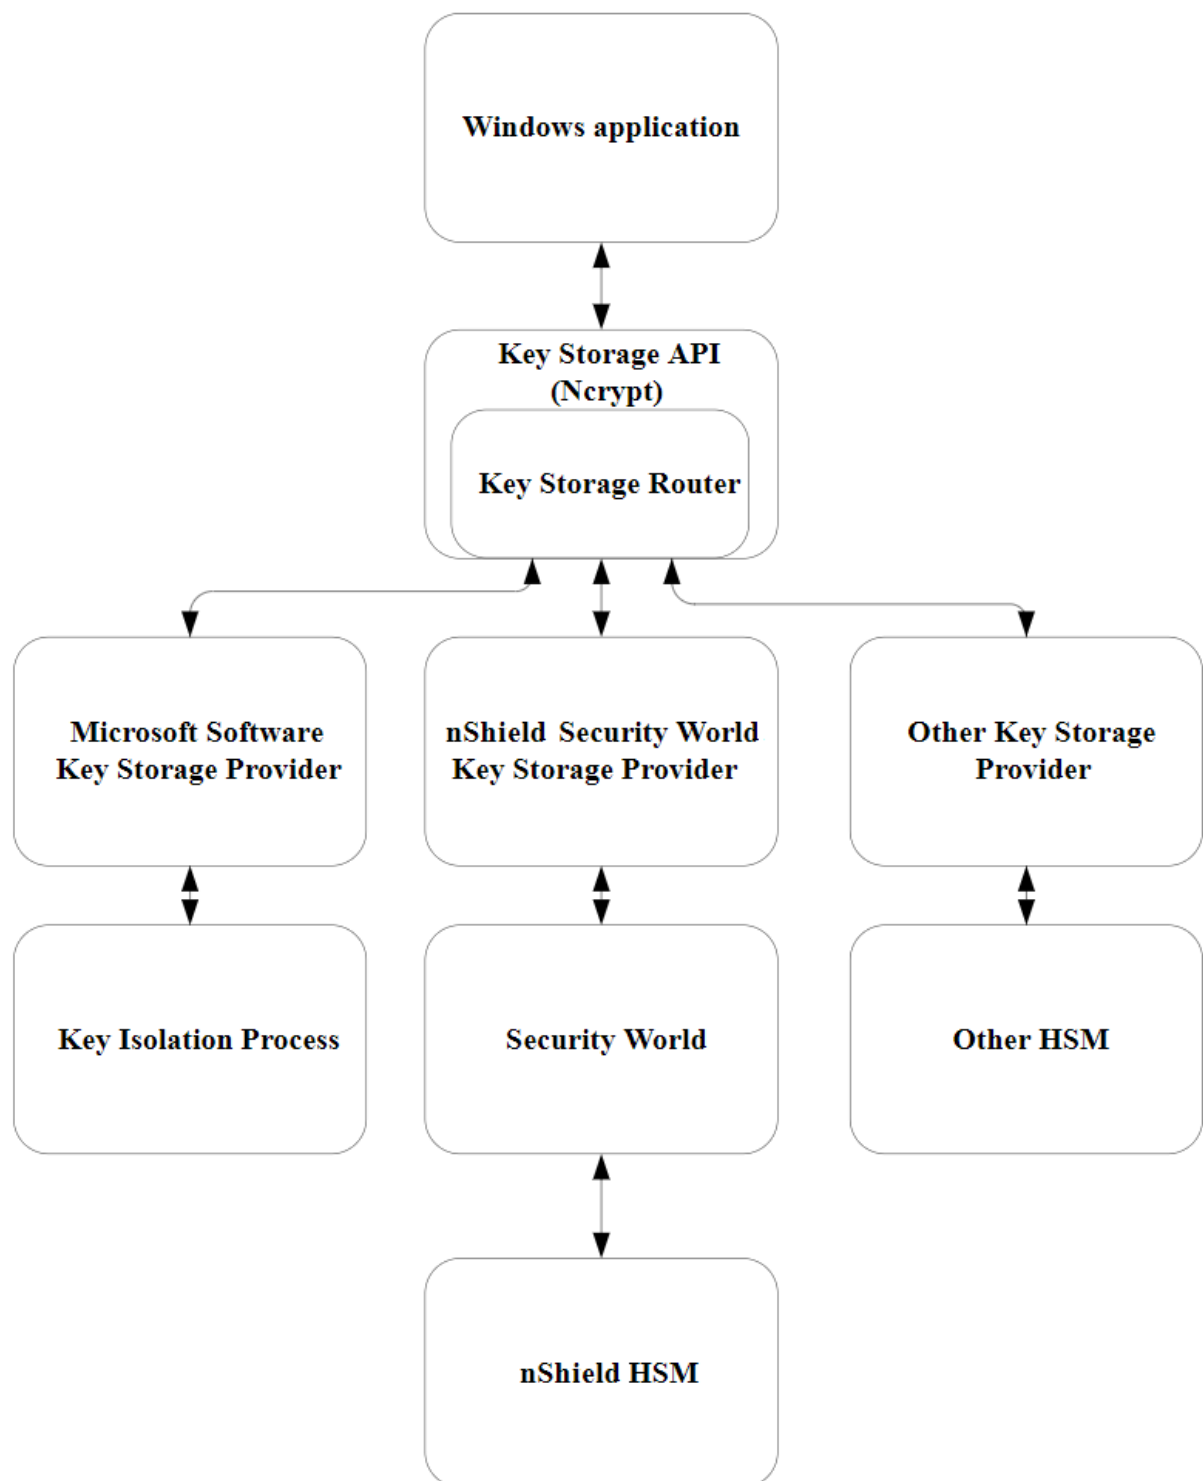 Windows application
Key Storage API
(Ncrypt)
Key Storage Router
Microsoft Software
Key Storage Provider
nShield Security World
Key Storage Provider
Other Key Storage
Provider
Key Isolation Process
Security World
Other HSM
nShield HSM